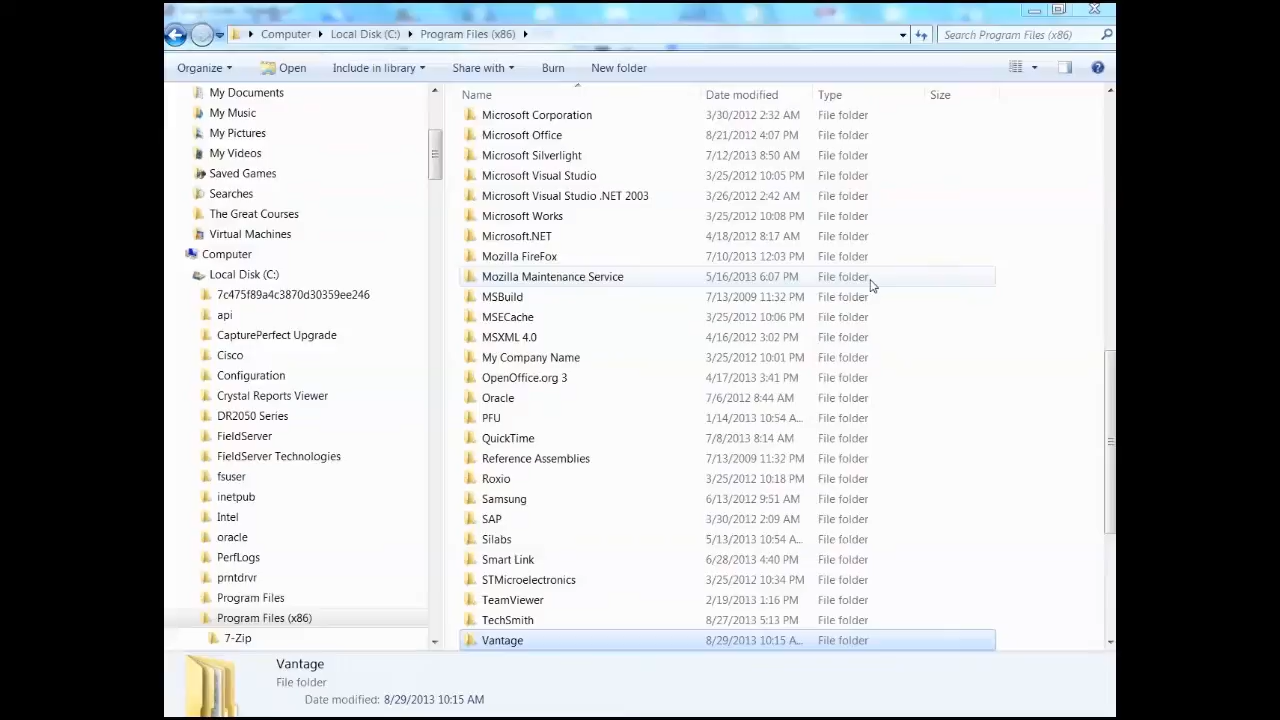 Computer Local Disk (C:) Program Files (x86) Search Program Files (x86)
Organize Open Include in library Share with Burn New folder
My Documents
My Music
My Pictures
My Videos
Saved Games
Searches
The Great Courses
Virtual Machines
Computer
Local Disk (C:)
7c475f89a4c3870d30359ee246
api
CapturePerfect Upgrade
Cisco
Configuration
Crystal Reports Viewer
DR2050 Series
FieldServer
FieldServer Technologies
fsuser
inetpub
Intel
oracle
PerfLogs
prntdrvr
Program Files
Program Files (x86)
7-Zip
Name Date modified Type Size
Microsoft Corporation 3/30/2012 2:32 AM File folder
Microsoft Office 8/21/2012 4:07 PM File folder
Microsoft Silverlight 7/12/2013 8:50 AM File folder
Microsoft Visual Studio 3/25/2012 10:05 PM File folder
Microsoft Visual Studio .NET 2003 3/26/2012 2:42 AM File folder
Microsoft Works 3/25/2012 10:08 PM File folder
Microsoft.NET 4/18/2012 8:17 AM File folder
Mozilla FireFox 7/10/2013 12:03 PM File folder
Mozilla Maintenance Service 5/16/2013 6:07 PM File folder
MSBuild 7/13/2009 11:32 PM File folder
MSECache 3/25/2012 10:06 PM File folder
MSXML 4.0 4/16/2012 3:02 PM File folder
My Company Name 3/25/2012 10:01 PM File folder
OpenOffice.org 3 4/17/2013 3:41 PM File folder
Oracle 7/6/2012 8:44 AM File folder
PFU 1/14/2013 10:54 A... File folder
QuickTime 7/8/2013 8:14 AM File folder
Reference Assemblies 7/13/2009 11:32 PM File folder
Roxio 3/25/2012 10:18 PM File folder
Samsung 6/13/2012 9:51 AM File folder
SAP 3/30/2012 2:09 AM File folder
Silabs 5/13/2013 10:54 A... File folder
Smart Link 6/28/2013 4:40 PM File folder
STMicroelectronics 3/25/2012 10:34 PM File folder
TeamViewer 2/19/2013 1:16 PM File folder
TechSmith 8/27/2013 5:13 PM File folder
Vantage 8/29/2013 10:15 A... File folder
Vantage
File folder
Date modified: 8/29/2013 10:15 AM